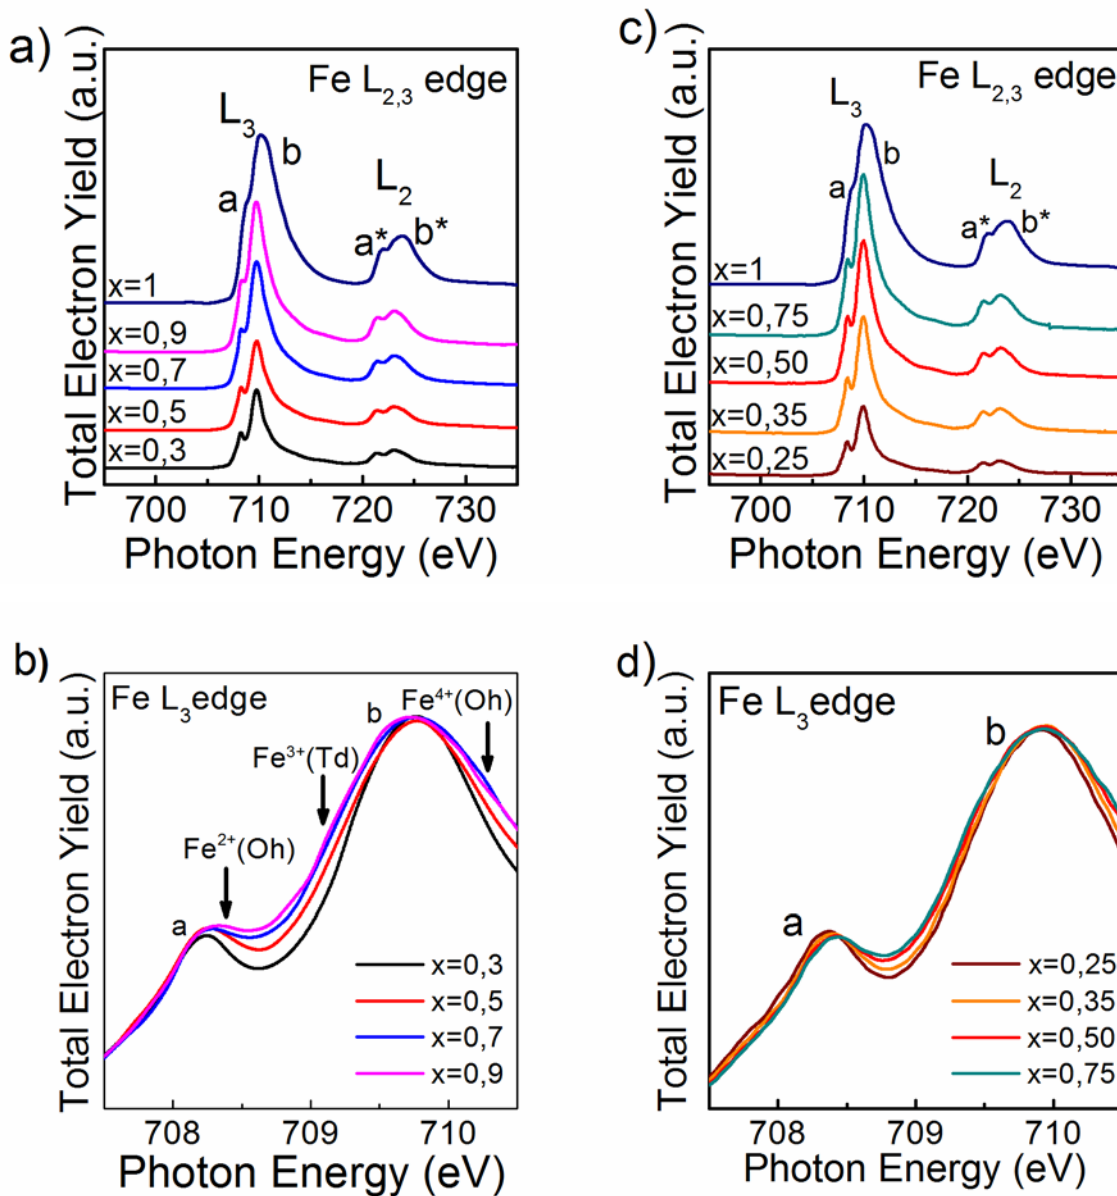 a)
Total Electron Yield (a.u.)
Fe L2,3 edge
L3
b
a
L2
a*
b*
x=1
x=0,9
x=0,7
x=0,5
x=0,3
700 710 720 730
Photon Energy (eV)
c)
Total Electron Yield (a.u.)
Fe L2,3 edge
L3
b
a
L2
a*
b*
x=1
x=0,75
x=0,50
x=0,35
x=0,25
700 710 720 730
Photon Energy (eV)
b)
Total Electron Yield (a.u.)
Fe L3edge
b
Fe4+(Oh)
Fe3+(Td)
Fe2+(Oh)
a
x=0,3
x=0,5
x=0,7
x=0,9
708 709 710
Photon Energy (eV)
d)
Total Electron Yield (a.u.)
Fe L3edge
b
a
x=0,25
x=0,35
x=0,50
x=0,75
708 709 710
Photon Energy (eV)